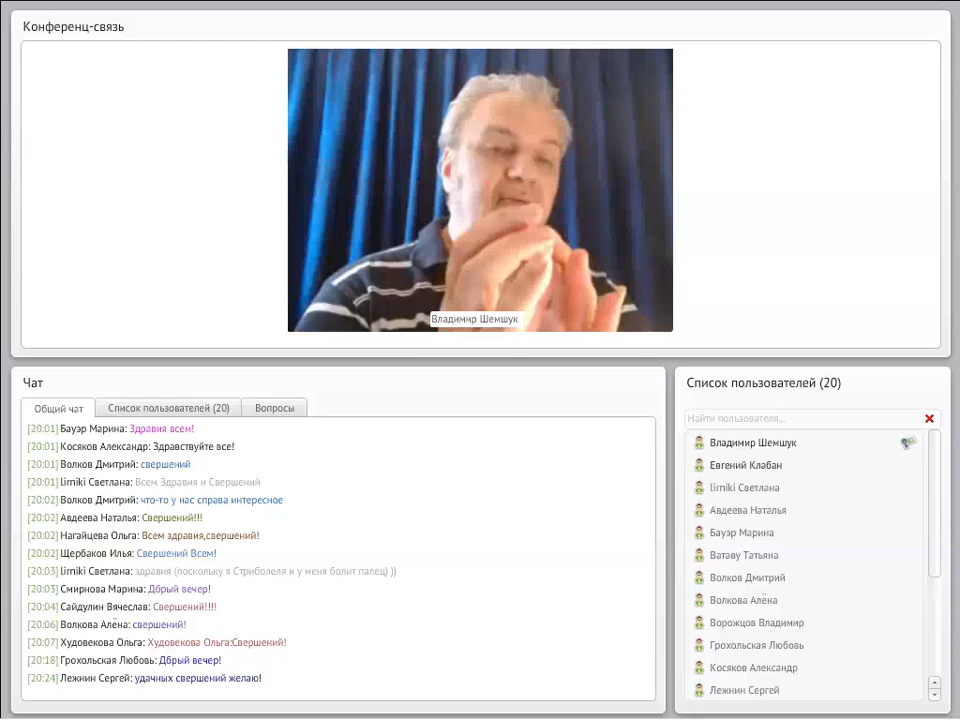 Конференц-связь
Владимир Шемшук
Чат
Общий чат
Список пользователей (20)
Вопросы
[20:01] Бауэр Марина: Здравия всем!
[20:01] Косяков Александр: Здравствуйте все!
[20:01] Волков Дмитрий: свершений
[20:01] lirniki Светлана: Всем Здравия и Свершений
[20:02] Волков Дмитрий: что-то у нас справа интересное
[20:02] Авдеева Наталья: Свершений!!!
[20:02] Нагайцева Ольга: Всем здравия,свершений!
[20:02] Щербаков Илья: Свершений Всем!
[20:03] lirniki Светлана: здравия (поскольку я Стриболеля и у меня болит палец) ))
[20:03] Смирнова Марина: Дбрый вечер!
[20:04] Сайдулин Вячеслав: Свершений!!!!
[20:06] Волкова Алёна: свершений!
[20:07] Худовекова Ольга: Худовекова Ольга:Свершений!
[20:18] Грохольская Любовь: Дбрый вечер!
[20:24] Лежнин Сергей: удачных свершений желаю!
Список пользователей (20)
Найти пользователя...
Владимир Шемшук
Евгений Клабан
lirniki Светлана
Авдеева Наталья
Бауэр Марина
Ватаву Татьяна
Волков Дмитрий
Волкова Алёна
Ворожцов Владимир
Грохольская Любовь
Косяков Александр
Лежнин Сергей